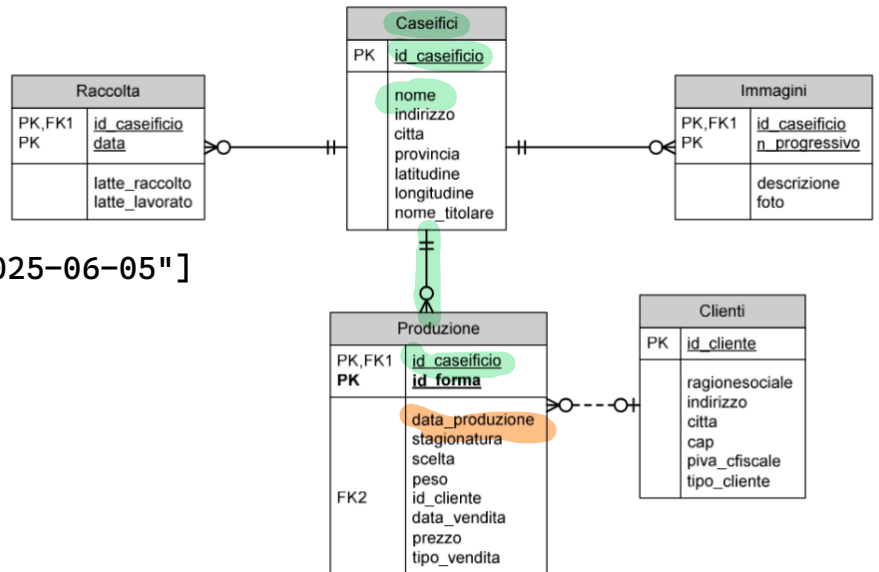 Caseifici
PK id_caseificio
nome
indirizzo
citta
provincia
latitudine
longitudine
nome_titolare
Raccolta
PK,FK1 id_caseificio
PK data
latte_raccolto
latte_lavorato
Immagini
PK,FK1 id_caseificio
PK n_progressivo
descrizione
foto
025-06-05"]
Produzione
PK,FK1 id_caseificio
PK id_forma
data_produzione
stagionatura
scelta
peso
FK2 id_cliente
data_vendita
prezzo
tipo_vendita
Clienti
PK id_cliente
ragionesociale
indirizzo
citta
cap
piva_cfiscale
tipo_cliente